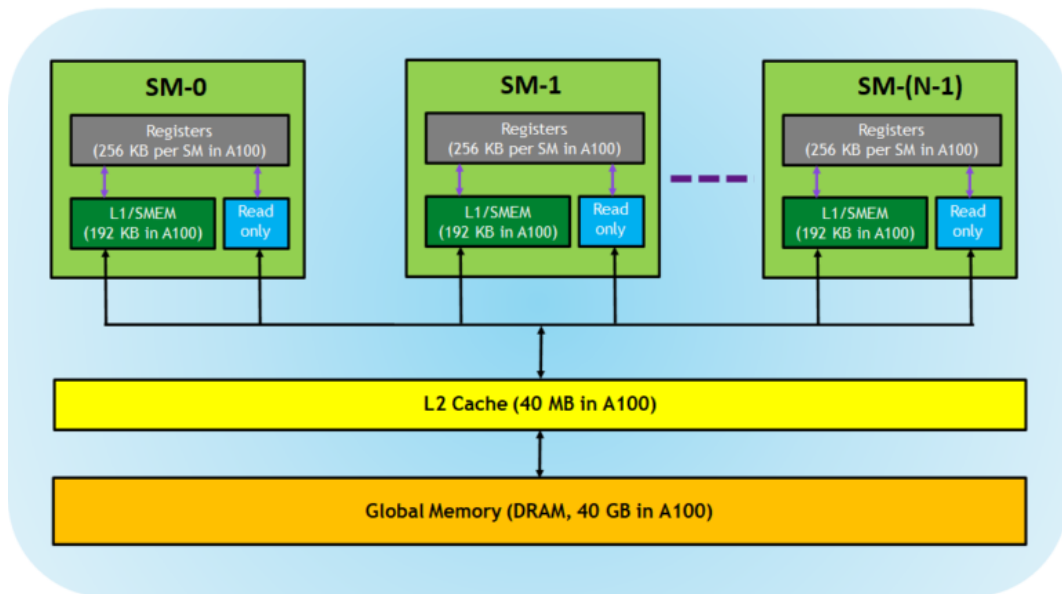 SM-0
Registers
(256 KB per SM in A100)
L1/SMEM
(192 KB in A100)
Read
only
SM-1
Registers
(256 KB per SM in A100)
L1/SMEM
(192 KB in A100)
Read
only
SM-(N-1)
Registers
(256 KB per SM in A100)
L1/SMEM
(192 KB in A100)
Read
only
L2 Cache (40 MB in A100)
Global Memory (DRAM, 40 GB in A100)